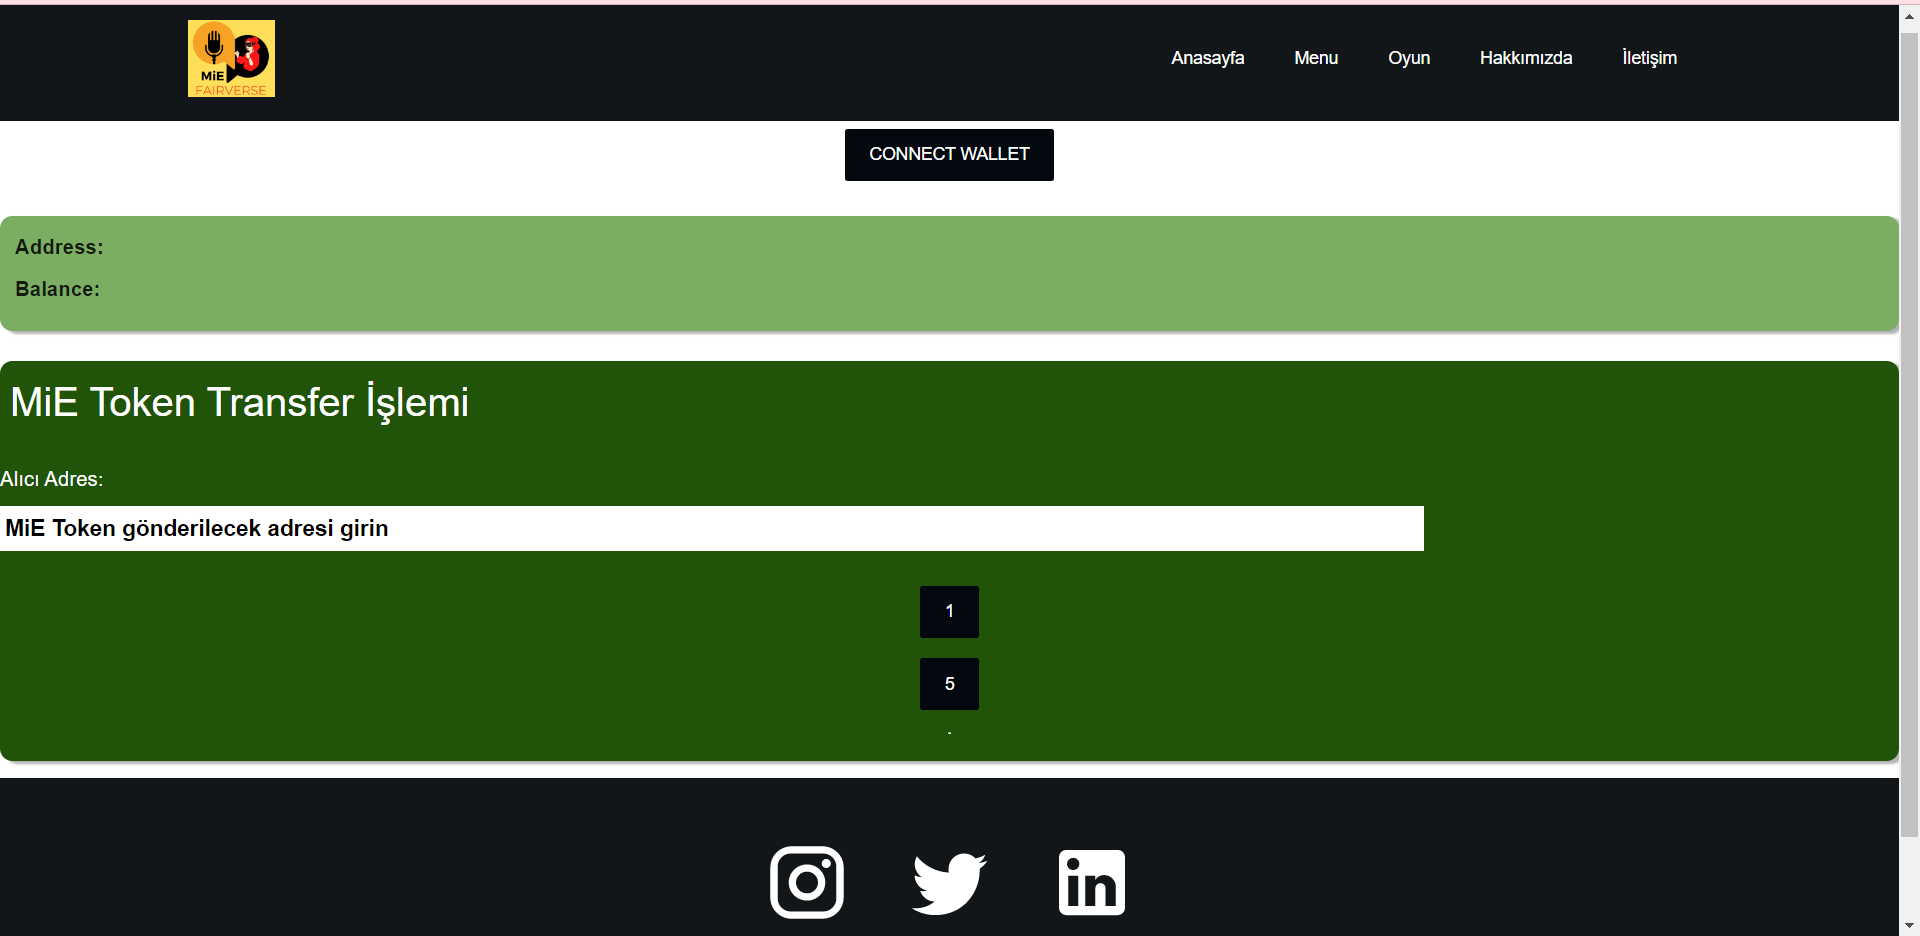 MiE
FAIRVERSE
Anasayfa Menu Oyun Hakkımızda İletişim
CONNECT WALLET
Address:
Balance:
MiE Token Transfer İşlemi
Alıcı Adres:
MiE Token gönderilecek adresi girin
1
5
-
in